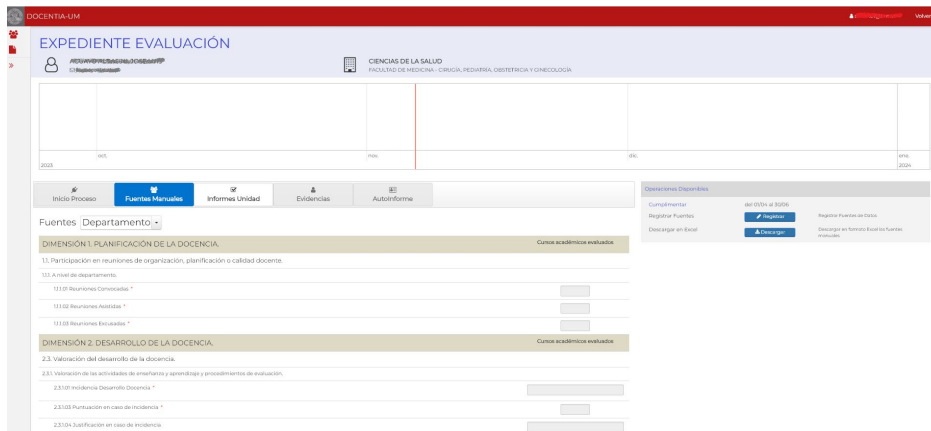 DOCENTIA-UM
Volver
EXPEDIENTE EVALUACIÓN
CIENCIAS DE LA SALUD
FACULTAD DE MEDICINA - CIRUGÍA, PEDIATRÍA, OBSTETRICIA Y GINECOLOGÍA
oct. nov. dic. ene.
2023 2024
Inicio Proceso Fuentes Manuales Informes Unidad Evidencias Autoinforme
Operaciones Disponibles
Cumplimentar del 01/04 al 30/06
Registrar Fuentes Registrar Registrar Fuentes de Datos
Descargar en Excel Descargar Descargar en formato Excel las fuentes manuales
Fuentes Departamento
DIMENSIÓN 1. PLANIFICACIÓN DE LA DOCENCIA. Cursos académicos evaluados
1.1. Participación en reuniones de organización, planificación o calidad docente.
1.1.1. A nivel de departamento.
1.1.1.01 Reuniones Convocadas *
1.1.1.02 Reuniones Asistidas *
1.1.1.03 Reuniones Excusadas *
DIMENSIÓN 2. DESARROLLO DE LA DOCENCIA. Cursos académicos evaluados
2.3. Valoración del desarrollo de la docencia.
2.3.1. Valoración de las actividades de enseñanza y aprendizaje y procedimientos de evaluación.
2.3.1.01 Incidencia Desarrollo Docencia *
2.3.1.03 Puntuación en caso de incidencia *
2.3.1.04 Justificación en caso de incidencia